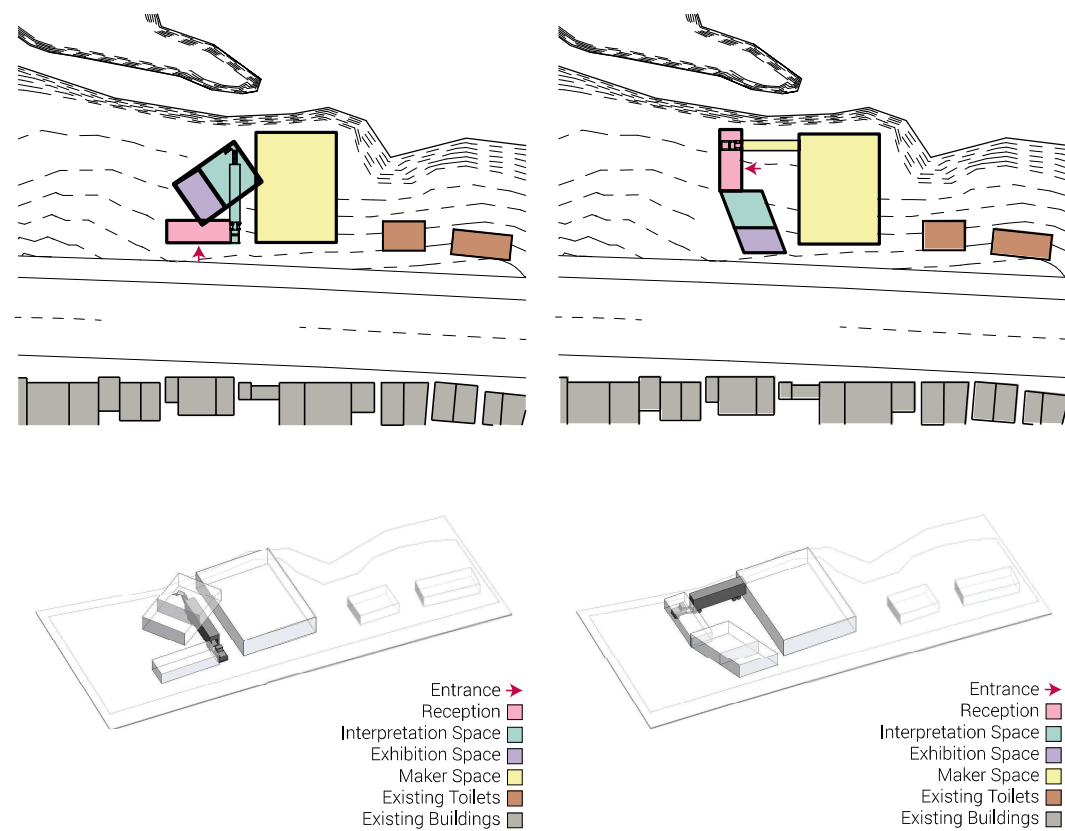 Entrance
Reception
Interpretation Space
Exhibition Space
Maker Space
Existing Toilets
Existing Buildings
Entrance
Reception
Interpretation Space
Exhibition Space
Maker Space
Existing Toilets
Existing Buildings